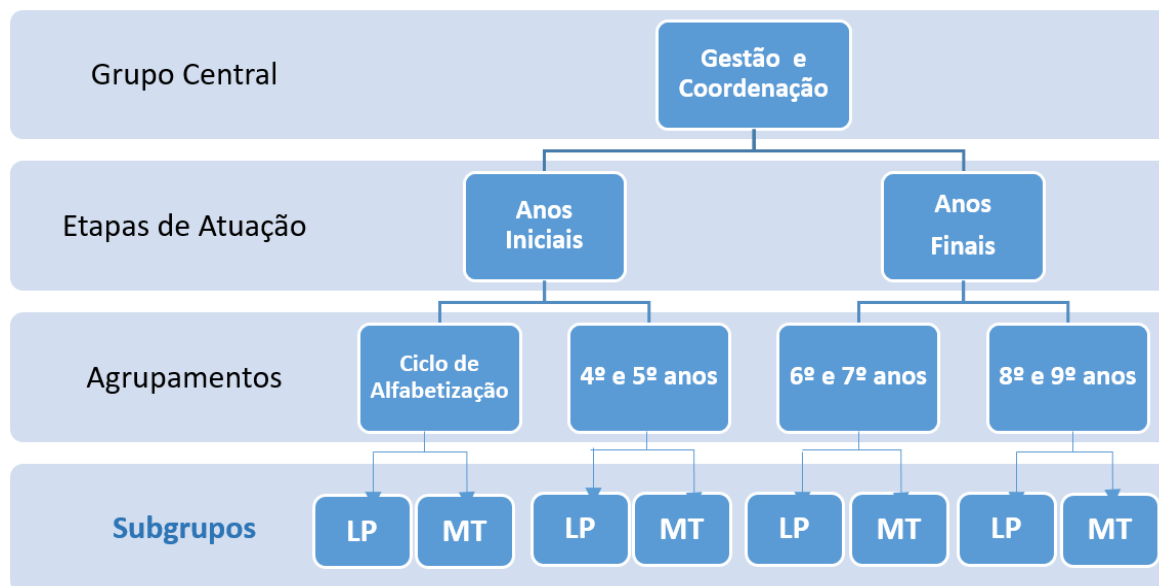 Grupo Central
Gestão e
Coordenação
Etapas de Atuação
Anos
Iniciais
Anos
Finais
Agrupamentos
Ciclo de
Alfabetização
4º e 5º anos
6º e 7º anos
8º e 9º anos
Subgrupos
LP
MT
LP
MT
LP
MT
LP
MT